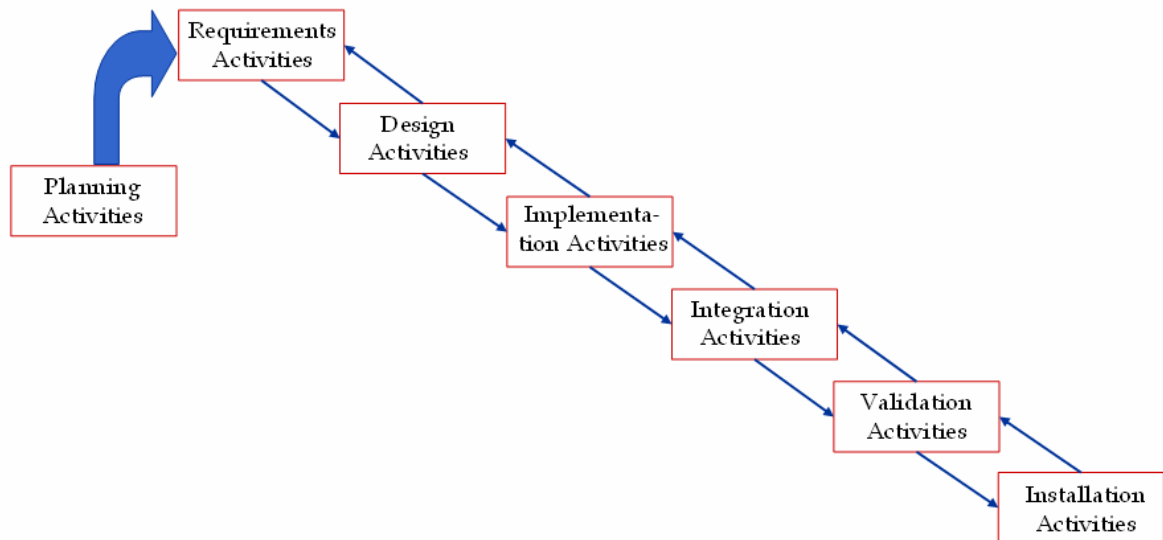 Requirements
Activities
Design
Activities
Planning
Activities
Implementa-
tion Activities
Integration
Activities
Validation
Activities
Installation
Activities